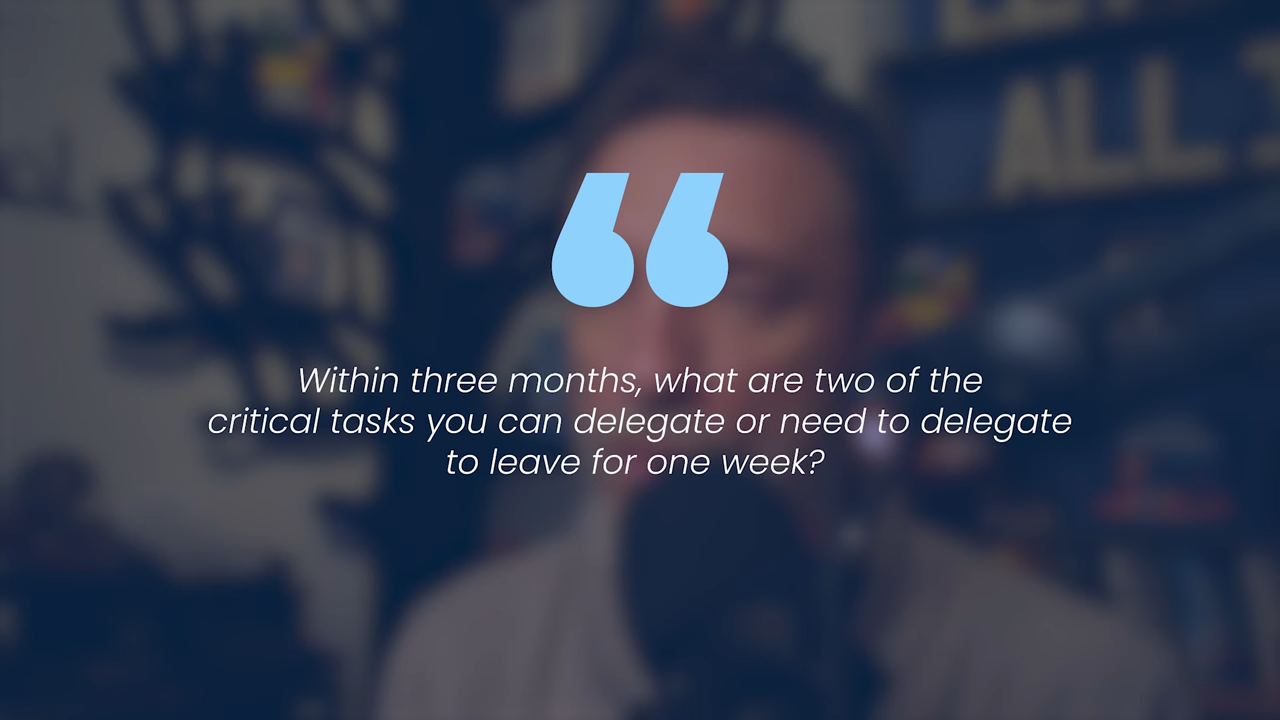 ALL
“
Within three months, what are two of the
critical tasks you can delegate or need to delegate
to leave for one week?